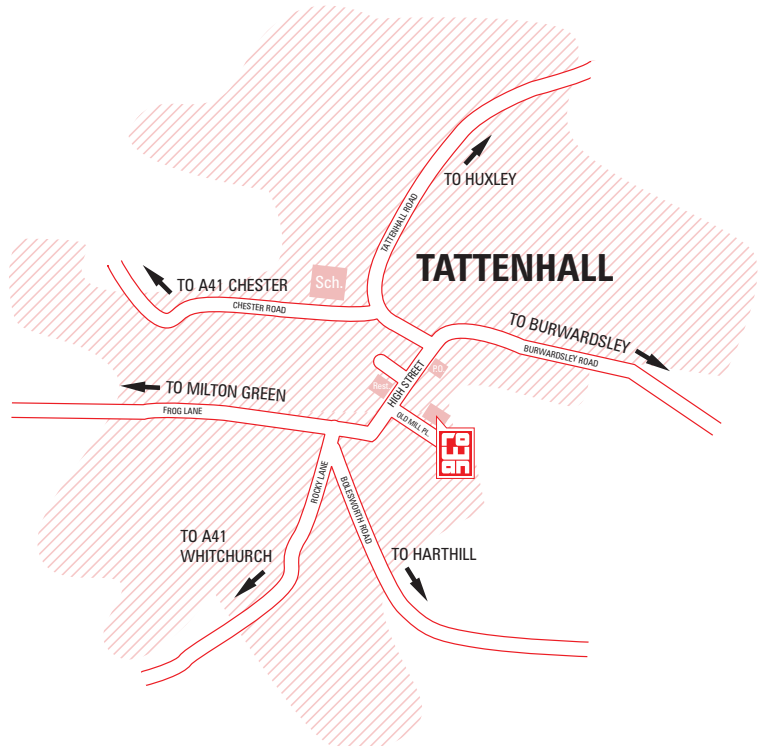 TO HUXLEY
TATTENHALL ROAD
TATTENHALL
Sch.
TO A41 CHESTER
CHESTER ROAD
TO BURWARDSLEY
BURWARDSLEY ROAD
P.O.
HIGH STREET
Rest.
TO MILTON GREEN
FROG LANE
OLD MILL PL.
ROCKY LANE
BOLESWORTH ROAD
TO A41
WHITCHURCH
TO HARTHILL